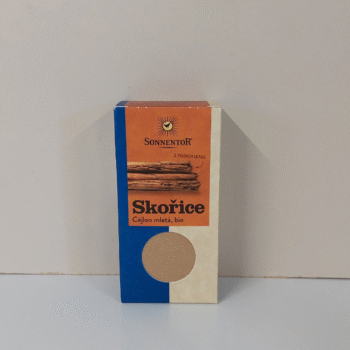 SONNENTOR
Skořice
Cejlon mletá, bio